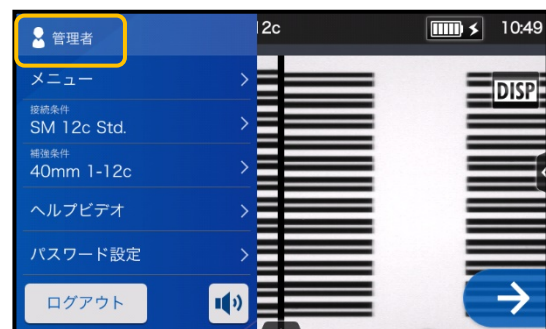 管理者
12c
10:49
メニュー
DISP
接続条件
SM 12c Std.
補強条件
40mm 1-12c
ヘルプビデオ
パスワード設定
ログアウト